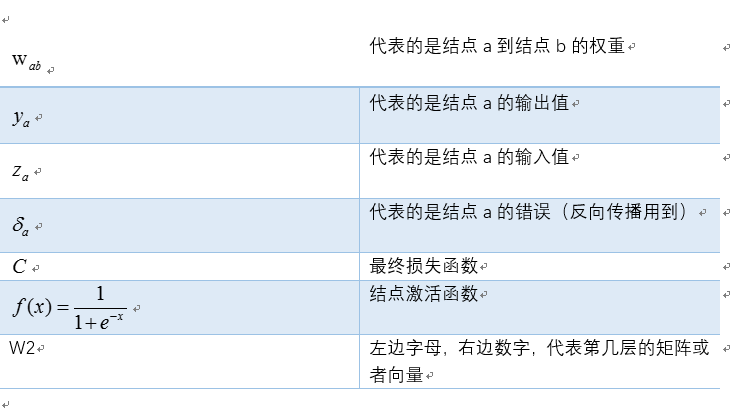 w_ab 代表的是结点 a 到结点 b 的权重
y_a 代表的是结点 a 的输出值
z_a 代表的是结点 a 的输入值
δ_a 代表的是结点 a 的错误（反向传播用到）
C 最终损失函数
f(x) = 1/(1+e^{-x}) 结点激活函数
W2 左边字母，右边数字，代表第几层的矩阵或
者向量